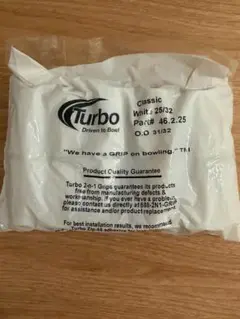 Turbo
Driven to Bowl
Classic
White 25/32
Part# 46.2.25
O.D 31/32
"We have a GRIP on bowling."™
Product Quality Guarantee
Turbo 2-n-1 Grips guarantees its products
free from manufacturing defects &
workmanship. If you ever have a problem,
please contact us directly at
for assistance and/or product replacement.
For best installation results, we recommend
Turbo